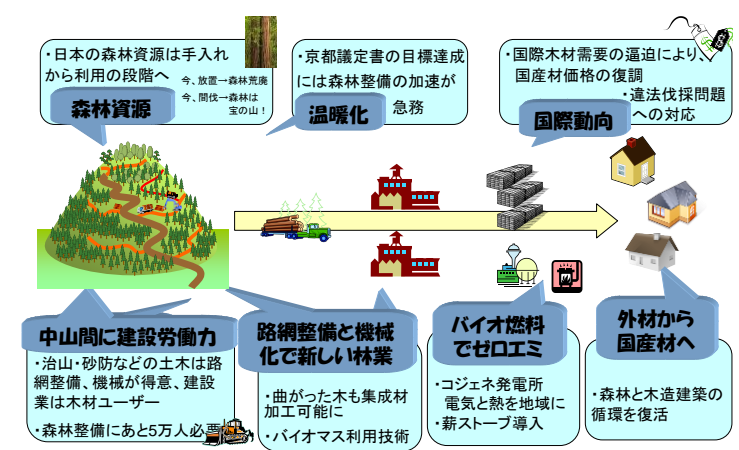 ・日本の森林資源は手入れ
から利用の段階へ
今、放置→森林荒廃
今、間伐→森林は
宝の山！
森林資源
・京都議定書の目標達成
には森林整備の加速が
急務
温暖化
・国際木材需要の逼迫により、
国産材価格の復調
・違法伐採問題
への対応
国際動向
中山間に建設労働力
・治山・砂防などの土木は路
網整備、機械が得意、建設
業は木材ユーザー
・森林整備にあと5万人必要
路網整備と機械
化で新しい林業
・曲がった木も集成材
加工可能に
・バイオマス利用技術
バイオ燃料
でゼロエミ
・コジェネ発電所
電気と熱を地域に
・薪ストーブ導入
外材から
国産材へ
・森林と木造建築の
循環を復活